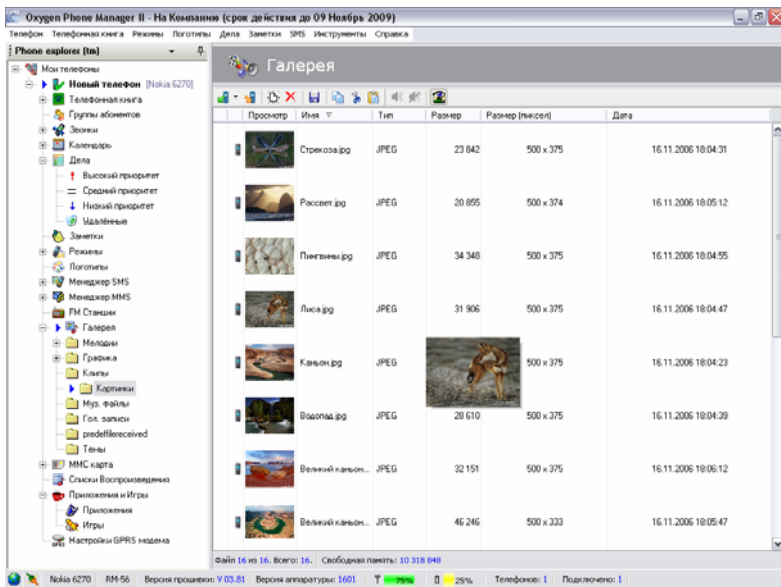 Oxygen Phone Manager II - На Компанию (срок действия до 09 Ноябрь 2009)
Телефон Телефонная книга Режимы Логотипы Дела Заметки SMS Инструменты Справка
Phone explorer (tm)
Галерея
Мои телефоны
Новый телефон [Nokia 6270]
Телефонная книга
Группы абонентов
Звонки
Календарь
Дела
Высокий приоритет
Средний приоритет
Низкий приоритет
Удалённые
Заметки
Режимы
Логотипы
Менеджер SMS
Менеджер MMS
FM Станции
Галерея
Мелодии
Графика
Клипы
Картинки
Муз. файлы
Гол. записи
predeffilereceived
Темы
MMC карта
Списки Воспроизведения
Приложения и Игры
Приложения
Игры
Настройки GPRS модема
Просмотр Имя Тип Размер Размер (пиксел) Дата
Стрекоза.jpg JPEG 23 842 500 x 375 16.11.2006 18:04:31
Рассвет.jpg JPEG 20 855 500 x 374 16.11.2006 18:05:12
Пингвины.jpg JPEG 34 348 500 x 375 16.11.2006 18:04:55
Лиса.jpg JPEG 31 906 500 x 375 16.11.2006 18:04:47
Каньон.jpg JPEG 500 x 375 16.11.2006 18:04:23
Водопад.jpg JPEG 28 610 500 x 375 16.11.2006 18:04:39
Великий каньон... JPEG 32 151 500 x 375 16.11.2006 18:06:12
Великий каньон... JPEG 46 246 500 x 333 16.11.2006 18:05:47
Файл 16 из 16. Всего: 16. Свободная память: 10 318 848
Nokia 6270 RM-56 Версия прошивки: V 03.81 Версия аппаратуры: 1601 75% 25% Телефонов: 1 Подключено: 1